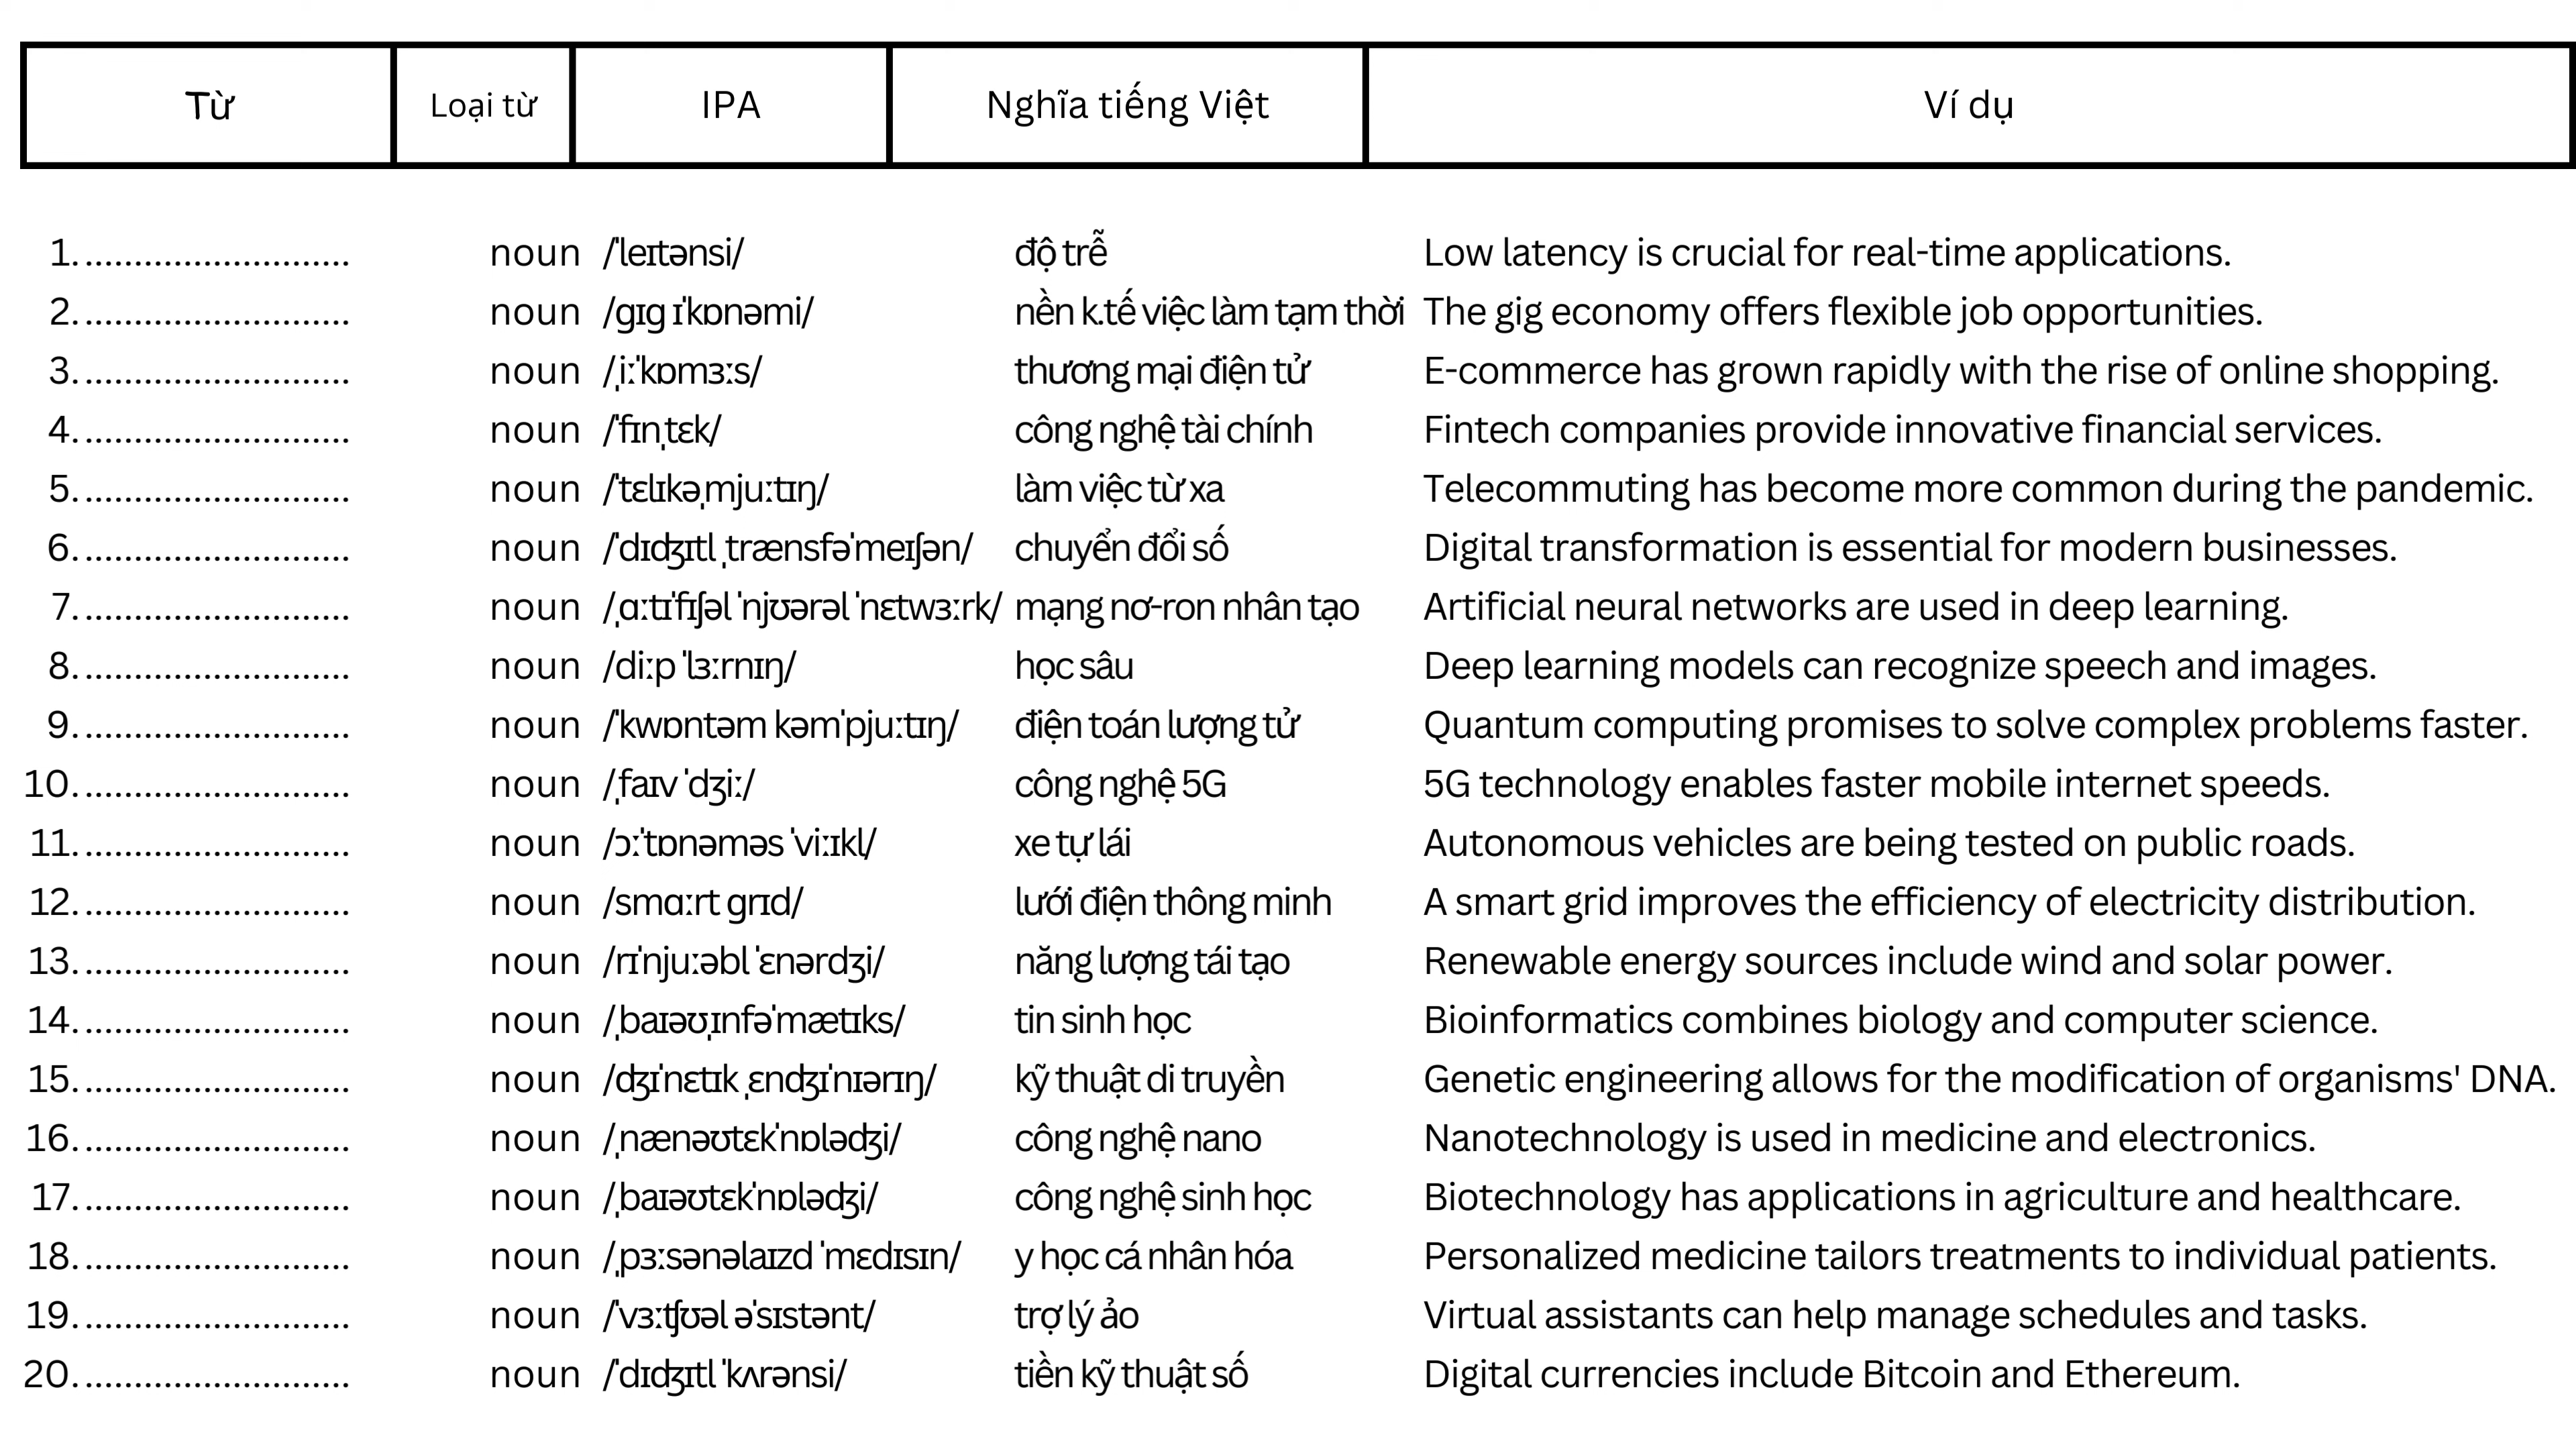 Từ Loại từ IPA Nghĩa tiếng Việt Ví dụ
1. ........................... noun /ˈleɪtənsi/ độ trễ Low latency is crucial for real-time applications.
2. ........................... noun /ɡɪɡ ɪˈkɒnəmi/ nền k.tế việc làm tạm thời The gig economy offers flexible job opportunities.
3. ........................... noun /ˌiːˈkɒmɜːs/ thương mại điện tử E-commerce has grown rapidly with the rise of online shopping.
4. ........................... noun /ˈfɪnˌtɛk/ công nghệ tài chính Fintech companies provide innovative financial services.
5. ........................... noun /ˈtɛlɪkəˌmjuːtɪŋ/ làm việc từ xa Telecommuting has become more common during the pandemic.
6. ........................... noun /ˈdɪʤɪtl ˌtrænsfəˈmeɪʃən/ chuyển đổi số Digital transformation is essential for modern businesses.
7. ........................... noun /ˌɑːtɪˈfɪʃəl ˈnjʊərəl ˈnɛtwɜːrk/ mạng nơ-ron nhân tạo Artificial neural networks are used in deep learning.
8. ........................... noun /diːp ˈlɜːrnɪŋ/ học sâu Deep learning models can recognize speech and images.
9. ........................... noun /ˈkwɒntəm kəmˈpjuːtɪŋ/ điện toán lượng tử Quantum computing promises to solve complex problems faster.
10. ........................... noun /ˌfaɪv ˈdʒiː/ công nghệ 5G 5G technology enables faster mobile internet speeds.
11. ........................... noun /ɔːˈtɒnəməs ˈviːɪkl/ xe tự lái Autonomous vehicles are being tested on public roads.
12. ........................... noun /smɑːrt ɡrɪd/ lưới điện thông minh A smart grid improves the efficiency of electricity distribution.
13. ........................... noun /rɪˈnjuːəbl ˈɛnərdʒi/ năng lượng tái tạo Renewable energy sources include wind and solar power.
14. ........................... noun /ˌbaɪəʊˌɪnfəˈmætɪks/ tin sinh học Bioinformatics combines biology and computer science.
15. ........................... noun /ʤɪˈnɛtɪk ˌɛnʤɪˈnɪərɪŋ/ kỹ thuật di truyền Genetic engineering allows for the modification of organisms' DNA.
16. ........................... noun /ˌnænəʊtɛkˈnɒləʤi/ công nghệ nano Nanotechnology is used in medicine and electronics.
17. ........................... noun /ˌbaɪəʊtɛkˈnɒləʤi/ công nghệ sinh học Biotechnology has applications in agriculture and healthcare.
18. ........................... noun /ˌpɜːsənəlaɪzd ˈmɛdɪsɪn/ y học cá nhân hóa Personalized medicine tailors treatments to individual patients.
19. ........................... noun /ˈvɜːʧʊəl əˈsɪstənt/ trợ lý ảo Virtual assistants can help manage schedules and tasks.
20. ........................... noun /ˈdɪʤɪtl ˈkʌrənsi/ tiền kỹ thuật số Digital currencies include Bitcoin and Ethereum.